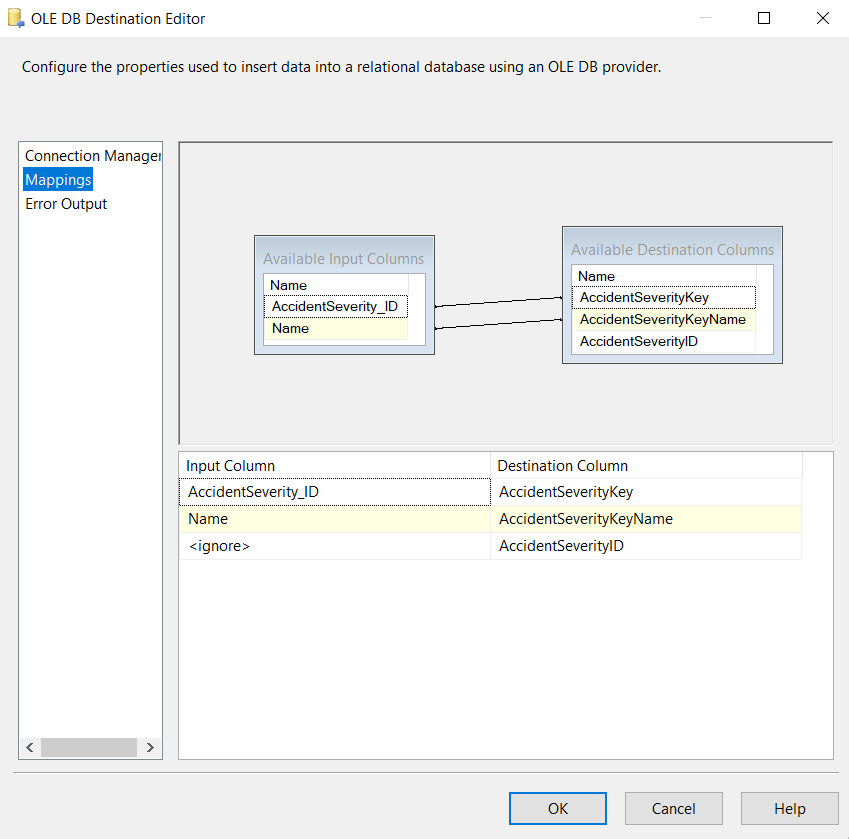 OLE DB Destination Editor
Configure the properties used to insert data into a relational database using an OLE DB provider.
Connection Manager
Mappings
Error Output
Available Input Columns
Name
AccidentSeverity_ID
Name
Available Destination Columns
Name
AccidentSeverityKey
AccidentSeverityKeyName
AccidentSeverityID
Input Column Destination Column
AccidentSeverity_ID AccidentSeverityKey
Name AccidentSeverityKeyName
<ignore> AccidentSeverityID
OK Cancel Help